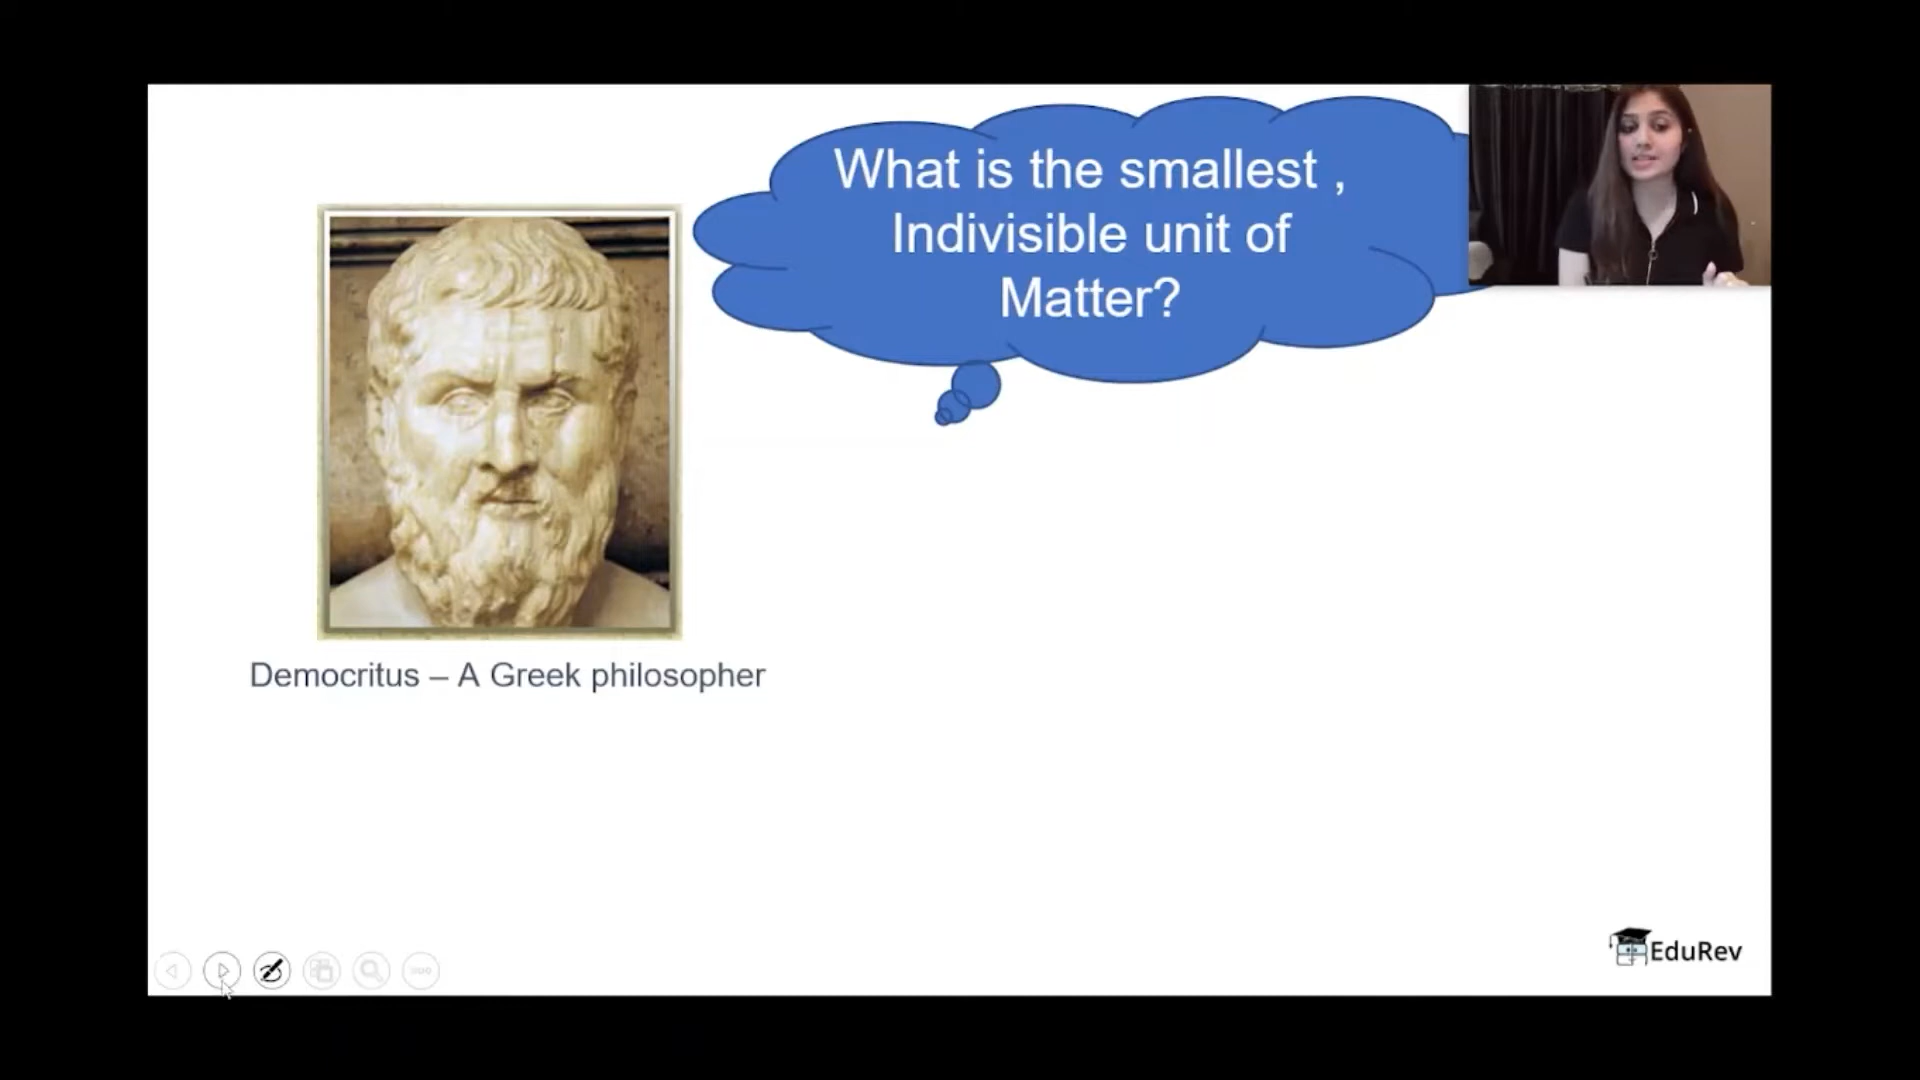 What is the smallest ,
Indivisible unit of
Matter?
Democritus – A Greek philosopher
EduRev